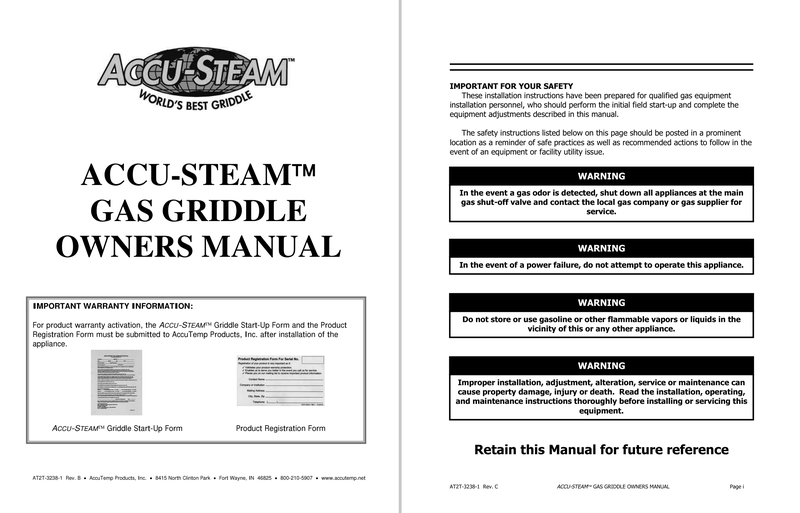 ACCU-STEAM™
WORLD'S BEST GRIDDLE
ACCU-STEAM™
GAS GRIDDLE
OWNERS MANUAL
IMPORTANT WARRANTY INFORMATION:
For product warranty activation, the ACCU-STEAM™ Griddle Start-Up Form and the Product
Registration Form must be submitted to AccuTemp Products, Inc. after installation of the
appliance.
Product Registration Form For Serial No.
Contact Name
Company or Institution
Mailing Address
City, State, Zip
Telephone
ACCU-STEAM™ Griddle Start-Up Form
Product Registration Form
AT2T-3238-1 Rev. B • AccuTemp Products, Inc. • 8415 North Clinton Park • Fort Wayne, IN 46825 • 800-210-5907 • www.accutemp.net
IMPORTANT FOR YOUR SAFETY
These installation instructions have been prepared for qualified gas equipment
installation personnel, who should perform the initial field start-up and complete the
equipment adjustments described in this manual.
The safety instructions listed below on this page should be posted in a prominent
location as a reminder of safe practices as well as recommended actions to follow in the
event of an equipment or facility utility issue.
WARNING
In the event a gas odor is detected, shut down all appliances at the main
gas shut-off valve and contact the local gas company or gas supplier for
service.
WARNING
In the event of a power failure, do not attempt to operate this appliance.
WARNING
Do not store or use gasoline or other flammable vapors or liquids in the
vicinity of this or any other appliance.
WARNING
Improper installation, adjustment, alteration, service or maintenance can
cause property damage, injury or death. Read the installation, operating,
and maintenance instructions thoroughly before installing or servicing this
equipment.
Retain this Manual for future reference
AT2T-3238-1 Rev. C ACCU-STEAM™ GAS GRIDDLE OWNERS MANUAL Page i